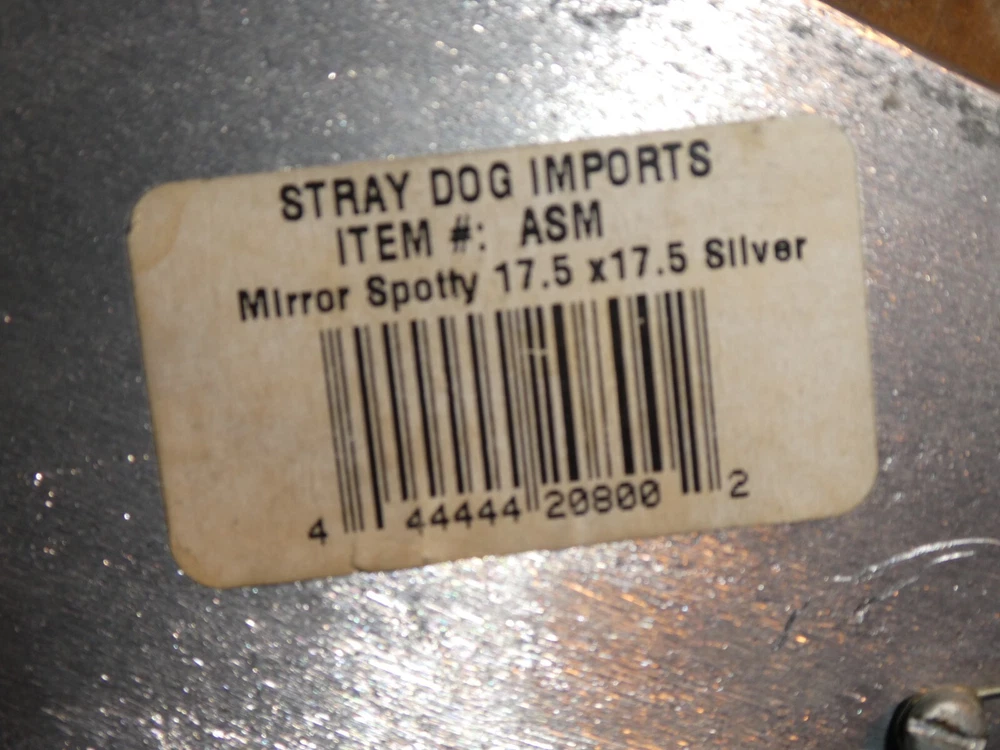 STRAY DOG IMPORTS
ITEM #: ASM
Mirror Spotty 17.5 x17.5 Silver
4 44444 20800 2